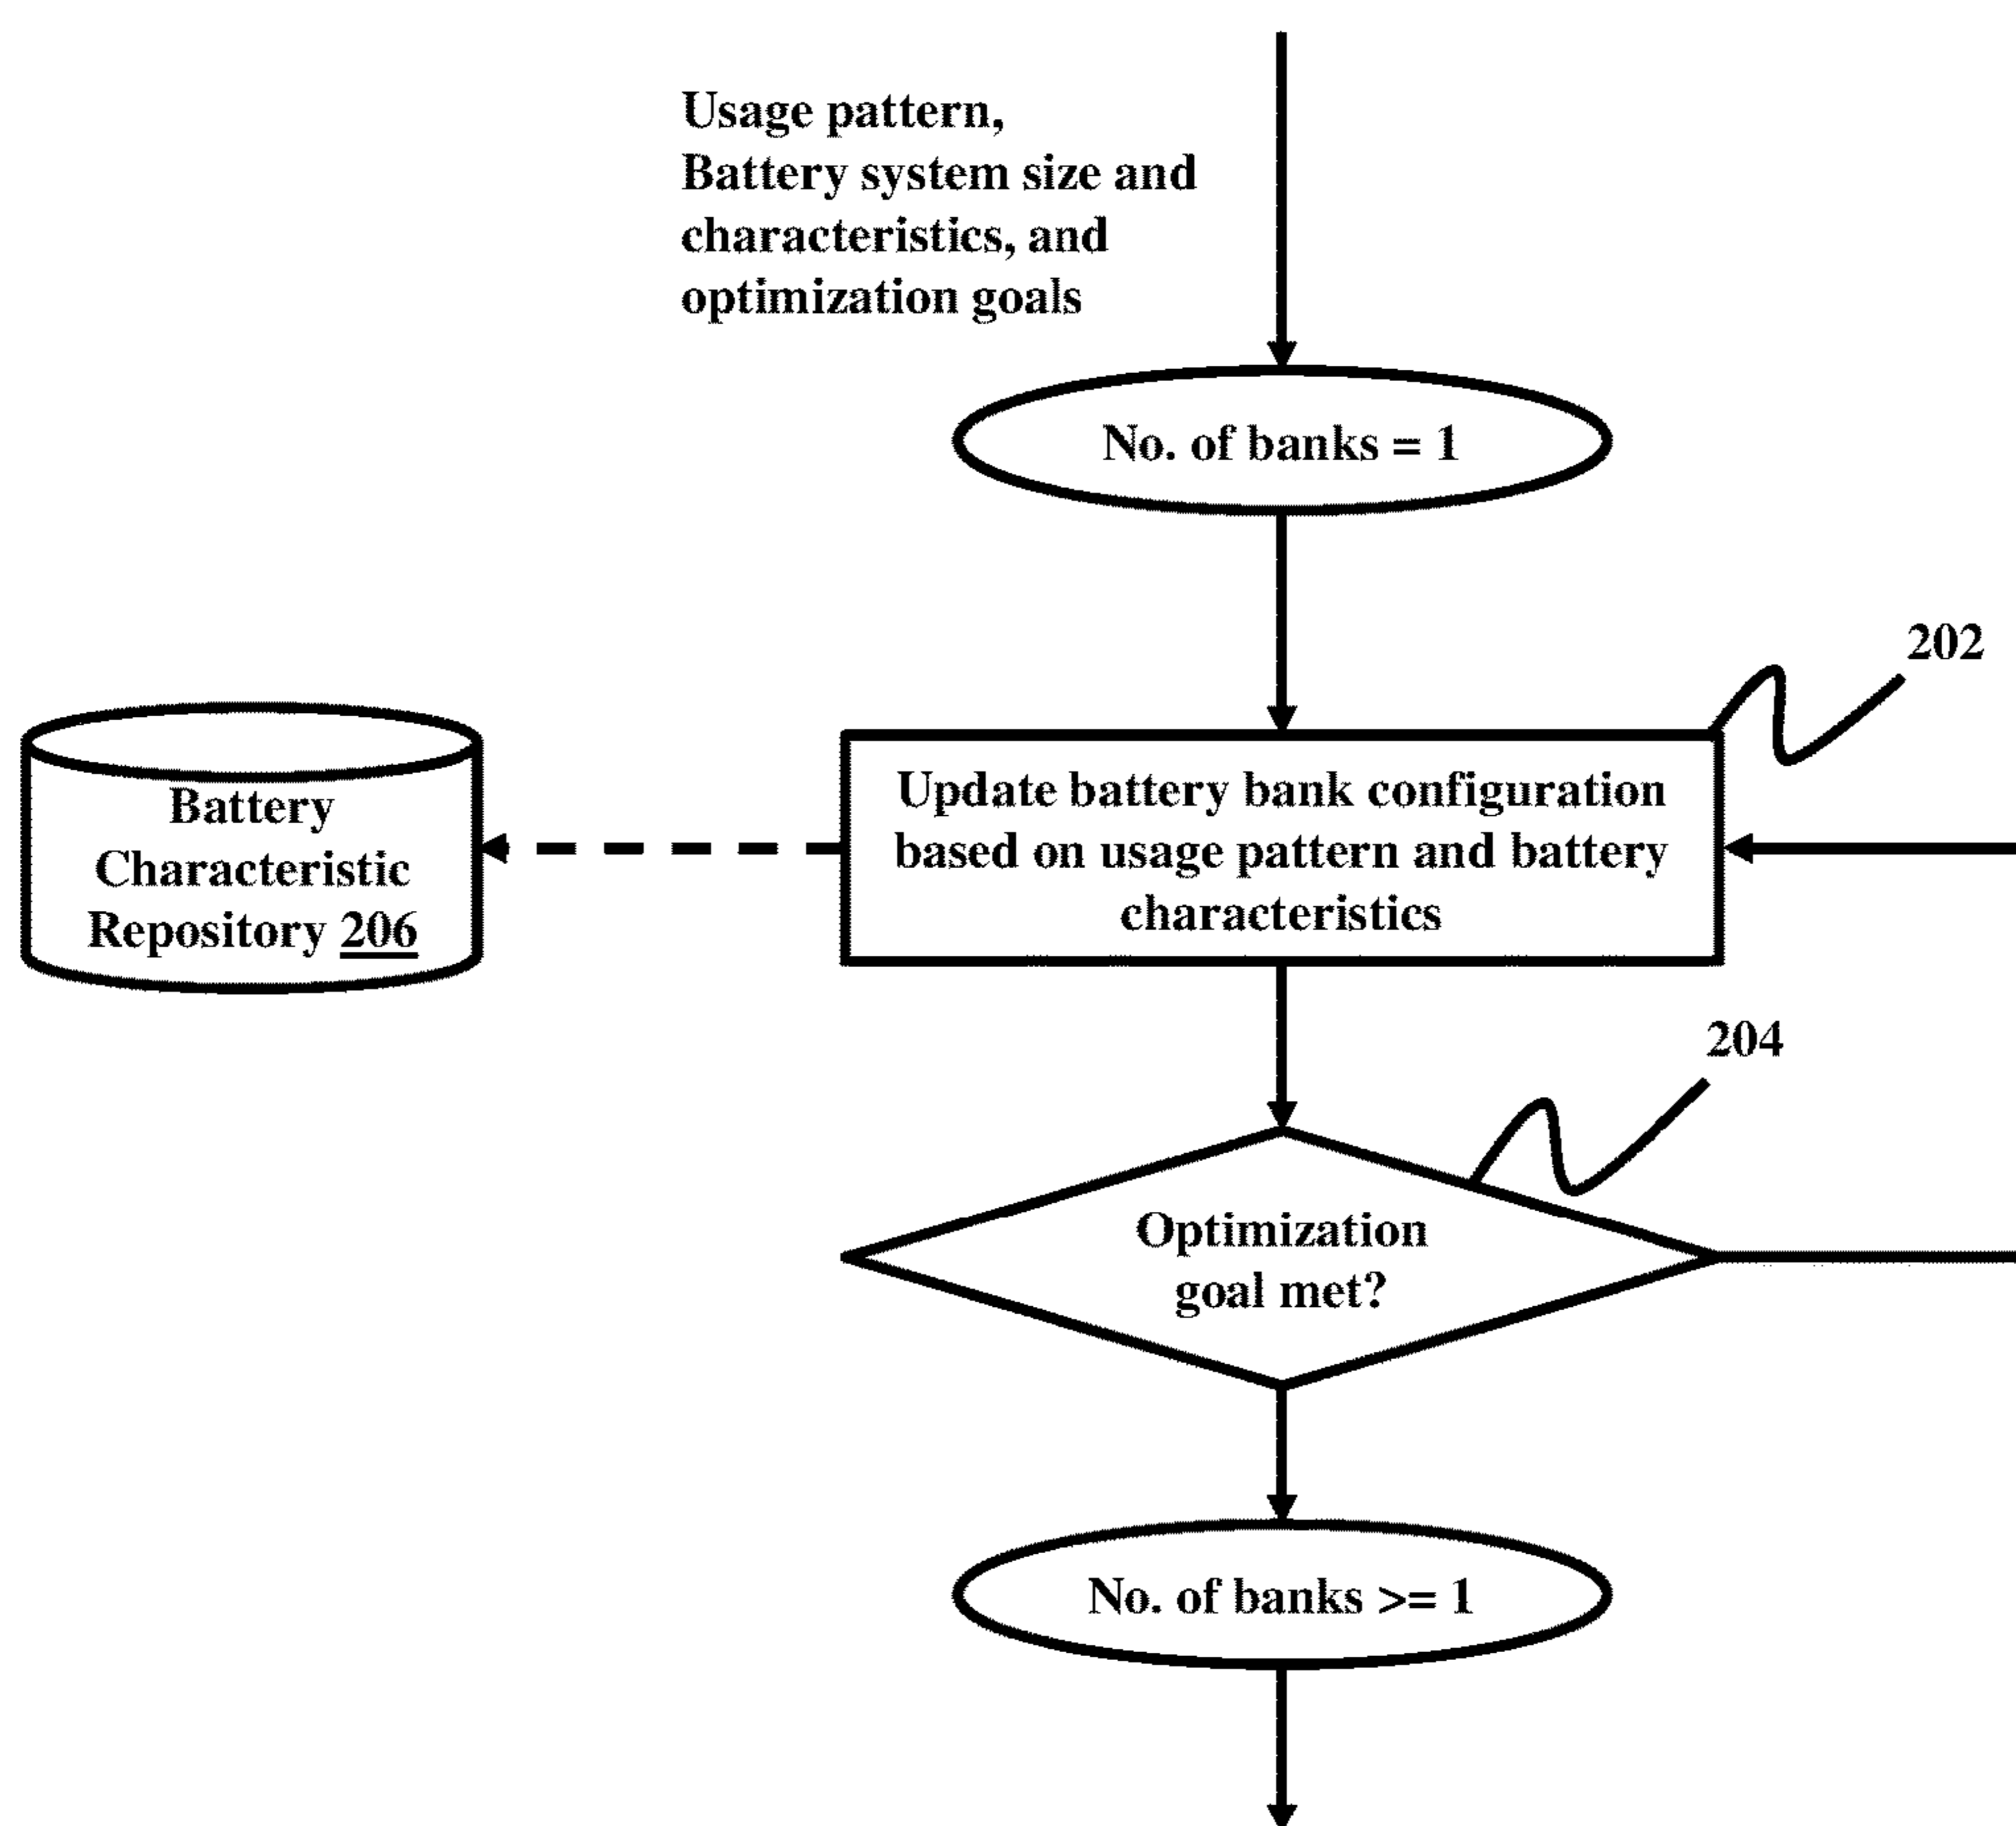 Usage pattern,
Battery system size and
characteristics, and
optimization goals
No. of banks = 1
202
Update battery bank configuration
based on usage pattern and battery
characteristics
Battery
Characteristic
Repository 206
204
Optimization
goal met?
No. of banks >= 1